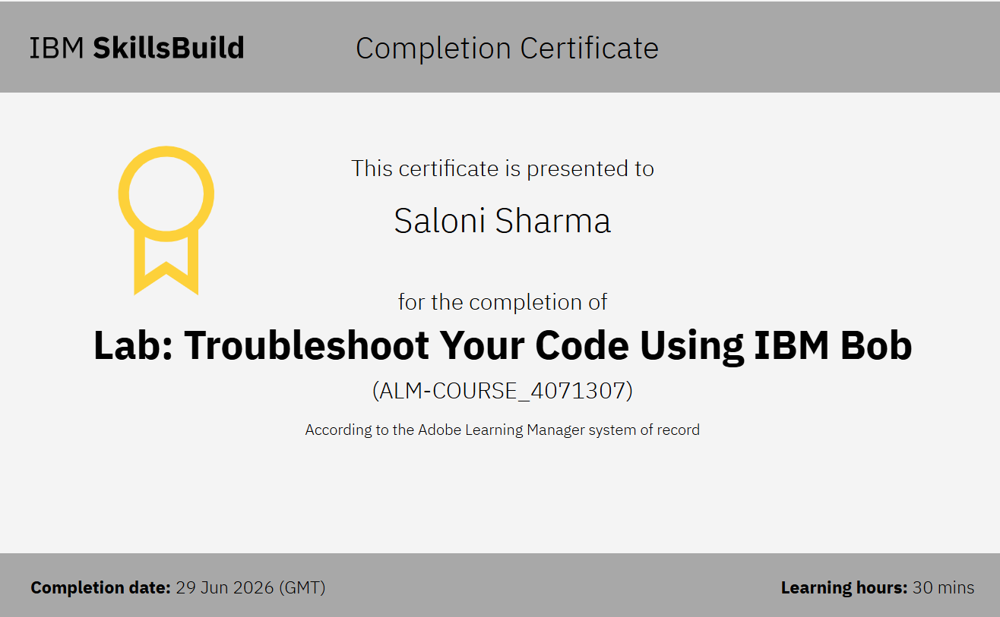 IBM SkillsBuild
Completion Certificate
This certificate is presented to
Saloni Sharma
for the completion of
Lab: Troubleshoot Your Code Using IBM Bob
(ALM-COURSE_4071307)
According to the Adobe Learning Manager system of record
Completion date: 29 Jun 2026 (GMT)
Learning hours: 30 mins